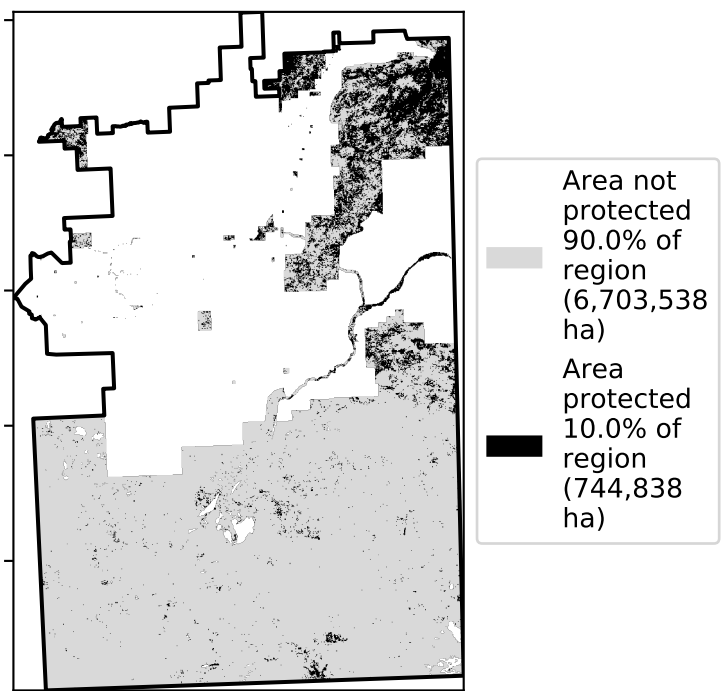 Area not
protected
90.0% of
region
(6,703,538
ha)
Area
protected
10.0% of
region
(744,838
ha)